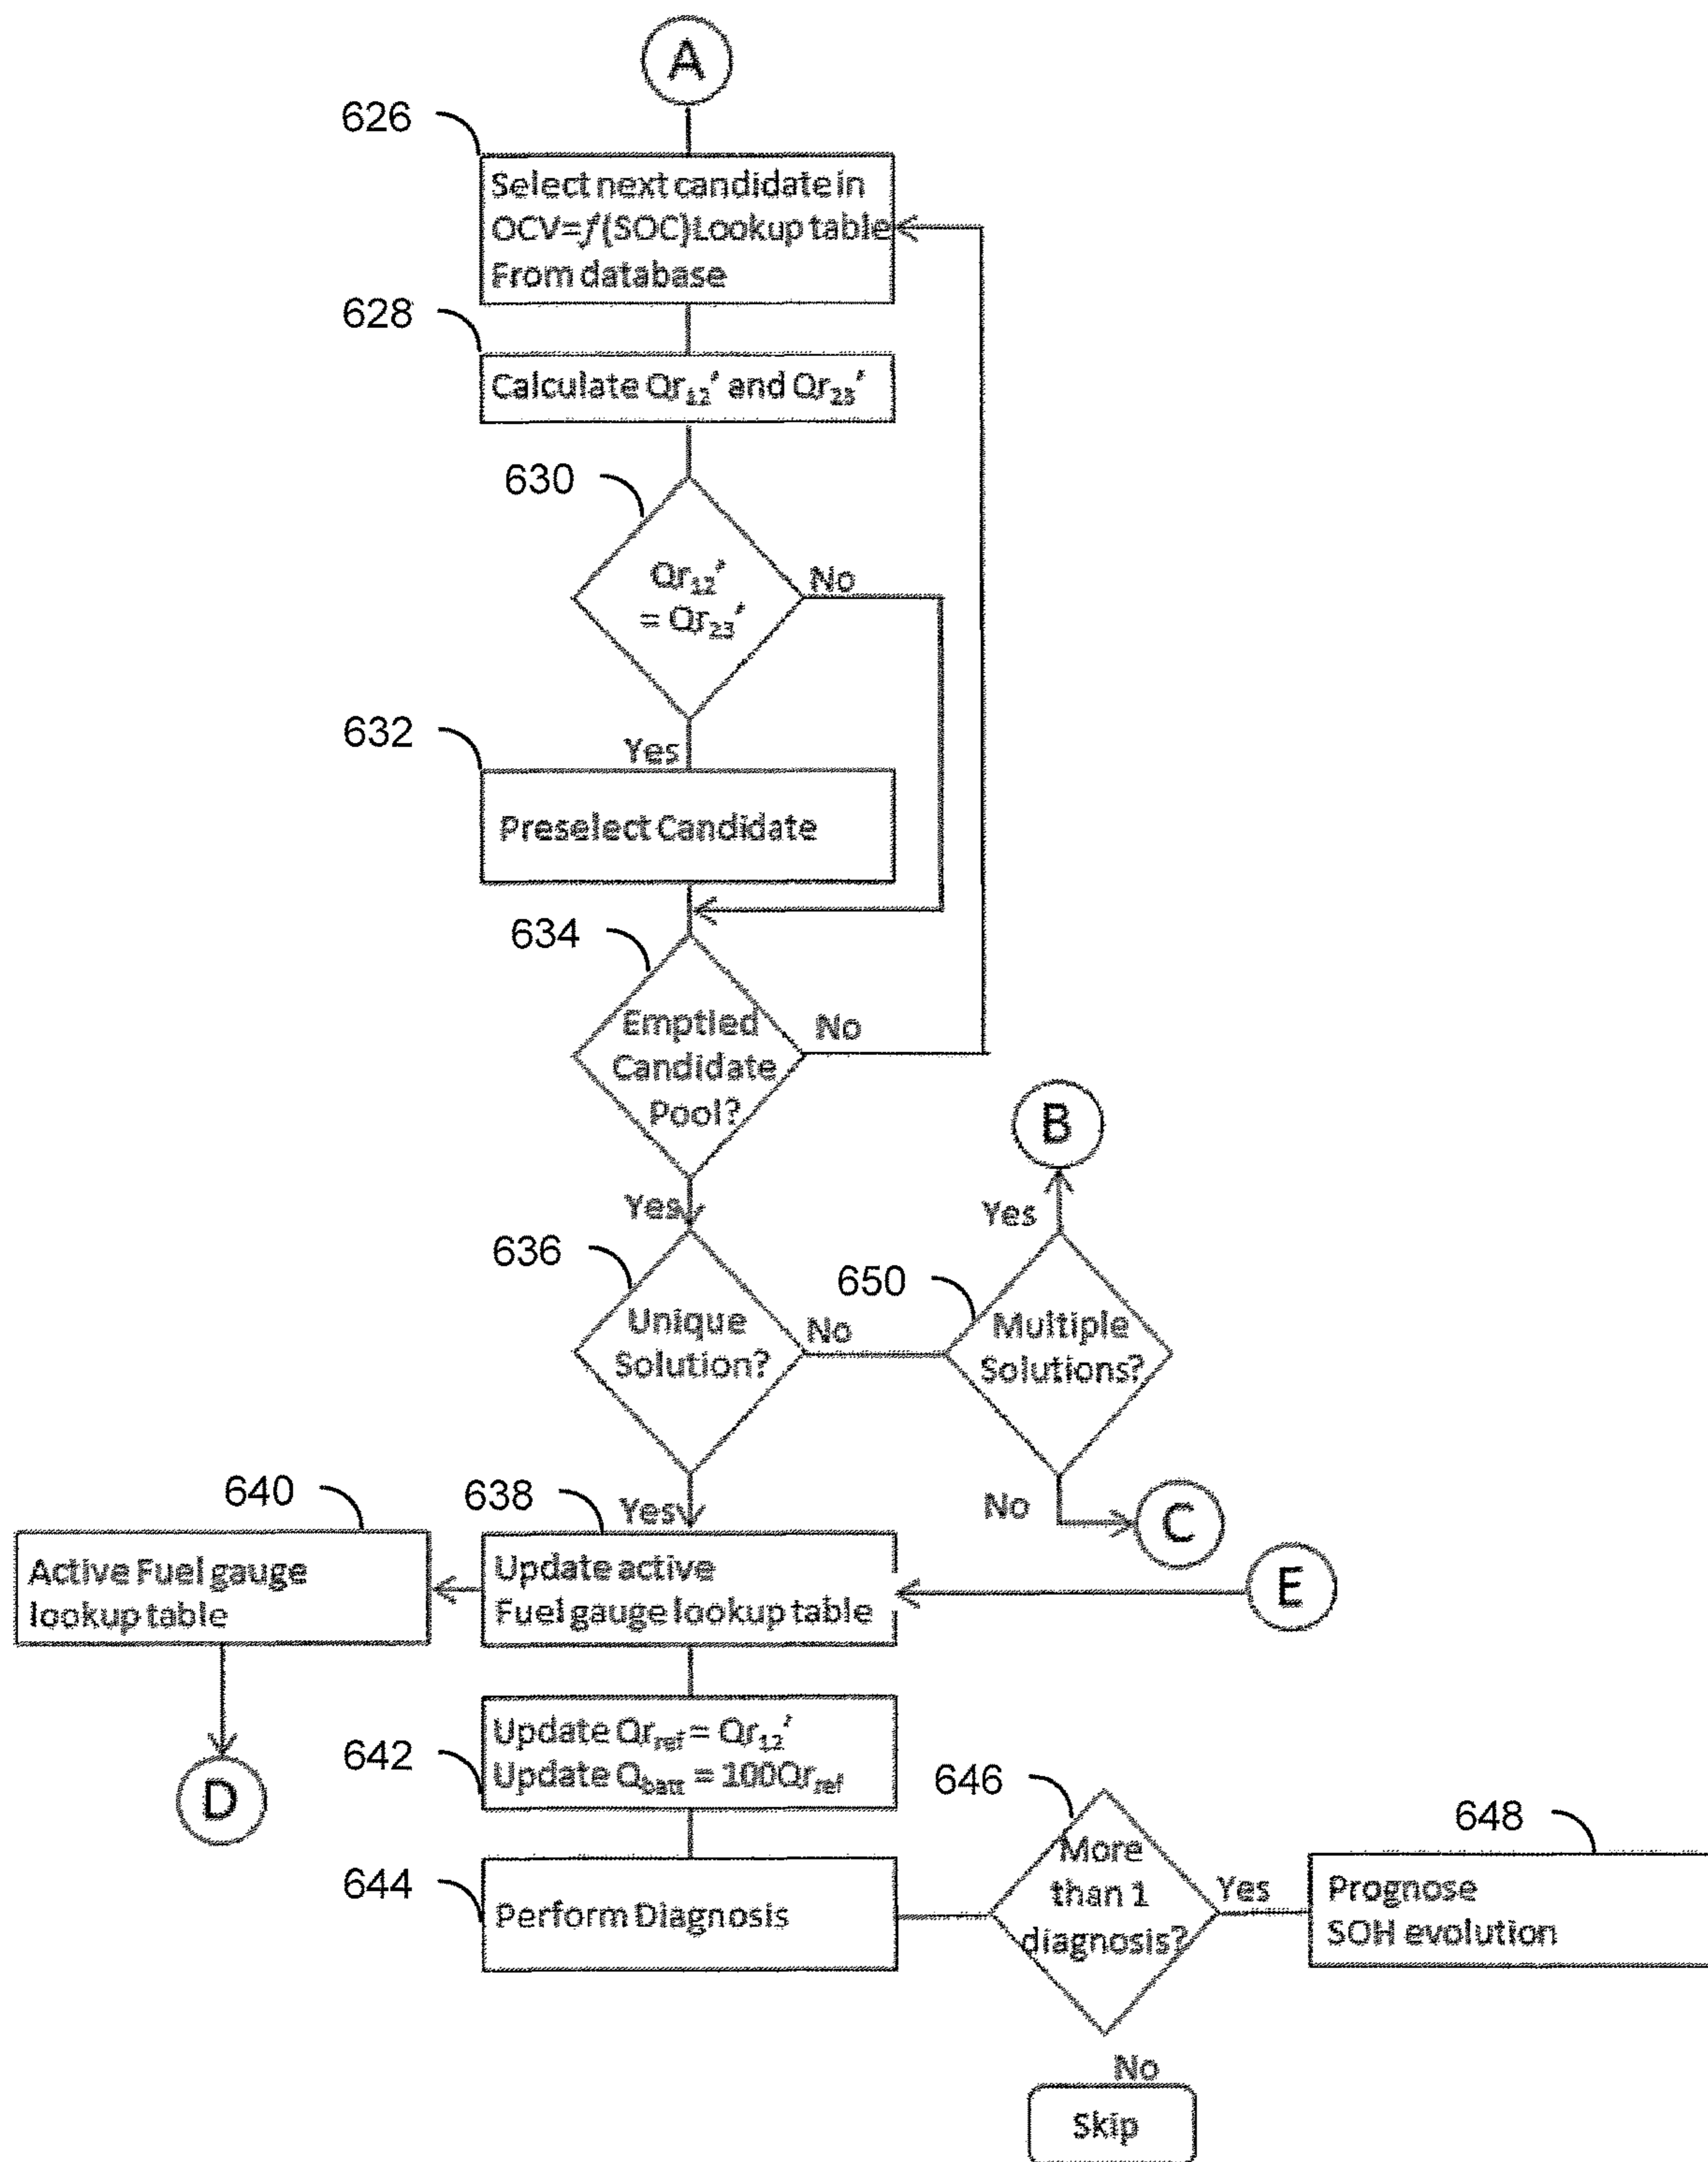 A
626
Select next candidate in
OCV=f(SOC) Lookup table
From database
628
Calculate Qr₁₂' and Qr₂₃'
630
Qr₁₂'
= Qr₂₃'
No
632
Yes
Preselect Candidate
634
Emptied
Candidate
Pool?
No
B
Yes
Yes
636
Unique
Solution?
No
650
Multiple
Solutions?
640
638
Yes
No
C
Active Fuel gauge
lookup table
Update active
Fuel gauge lookup table
E
D
642
Update Qr_ref = Qr₁₂'
Update Q_batt = 100Qr_ref
646
648
644
Perform Diagnosis
More
than 1
diagnosis?
Yes
Prognose
SOH evolution
No
Skip